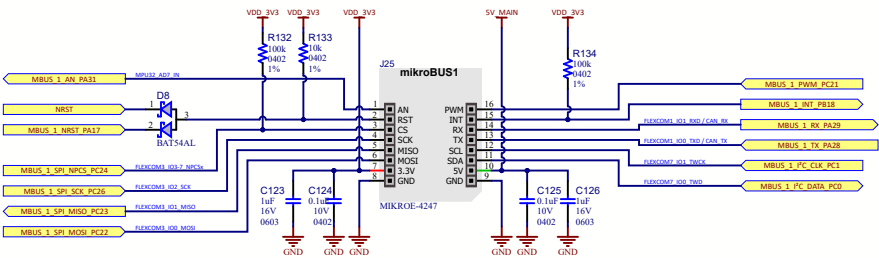 VDD_3V3 VDD_3V3 VDD_3V3 5V_MAIN VDD_3V3
R132
100k
0402
1%
R133
10k
0402
1%
R134
100k
0402
1%
J25
mikroBUS1
MBUS_1_AN_PA31 MPU32_AD7_IN
NRST
MBUS_1_NRST_PA17
D8
1
2
3
BAT54AL
MBUS_1_SPI_NPCS_PC24 FLEXCOM3_IO3-7_NPCSx
MBUS_1_SPI_SCK_PC26 FLEXCOM3_IO2_SCK
MBUS_1_SPI_MISO_PC23 FLEXCOM3_IO1_MISO
MBUS_1_SPI_MOSI_PC22 FLEXCOM3_IO0_MOSI
1 AN PWM 16
2 RST INT 15
3 CS RX 14
4 SCK TX 13
5 MISO SCL 12
6 MOSI SDA 11
7 3.3V 5V 10
8 GND GND 9
MIKROE-4247
MBUS_1_PWM_PC21
MBUS_1_INT_PB18
FLEXCOM1_IO1_RXD / CAN_RX MBUS_1_RX_PA29
FLEXCOM1_IO0_TXD / CAN_TX MBUS_1_TX_PA28
FLEXCOM7_IO1_TWCK MBUS_1_I²C_CLK_PC1
FLEXCOM7_IO0_TWD MBUS_1_I²C_DATA_PC0
C123
1uF
16V
0603
C124
0.1uF
10V
0402
C125
0.1uF
10V
0402
C126
1uF
16V
0603
GND GND GND GND GND GND